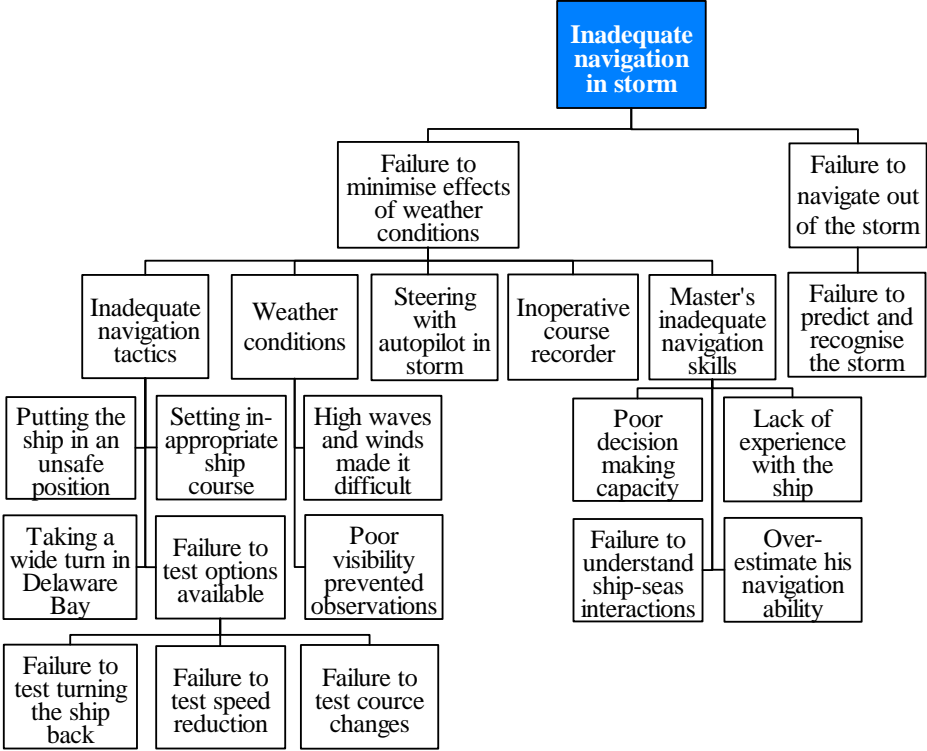 Inadequate
navigation
in storm
Failure to
minimise effects
of weather
conditions
Failure to
navigate out
of the storm
Inadequate
navigation
tactics
Weather
conditions
Steering
with
autopilot in
storm
Inoperative
course
recorder
Master's
inadequate
navigation
skills
Failure to
predict and
recognise
the storm
Putting the
ship in an
unsafe
position
Setting in-
appropriate
ship
course
High waves
and winds
made it
difficult
Poor
decision
making
capacity
Lack of
experience
with the
ship
Taking a
wide turn in
Delaware
Bay
Failure to
test options
available
Poor
visibility
prevented
observations
Failure to
understand
ship-seas
interactions
Over-
estimate his
navigation
ability
Failure to
test turning
the ship
back
Failure to
test speed
reduction
Failure to
test cource
changes